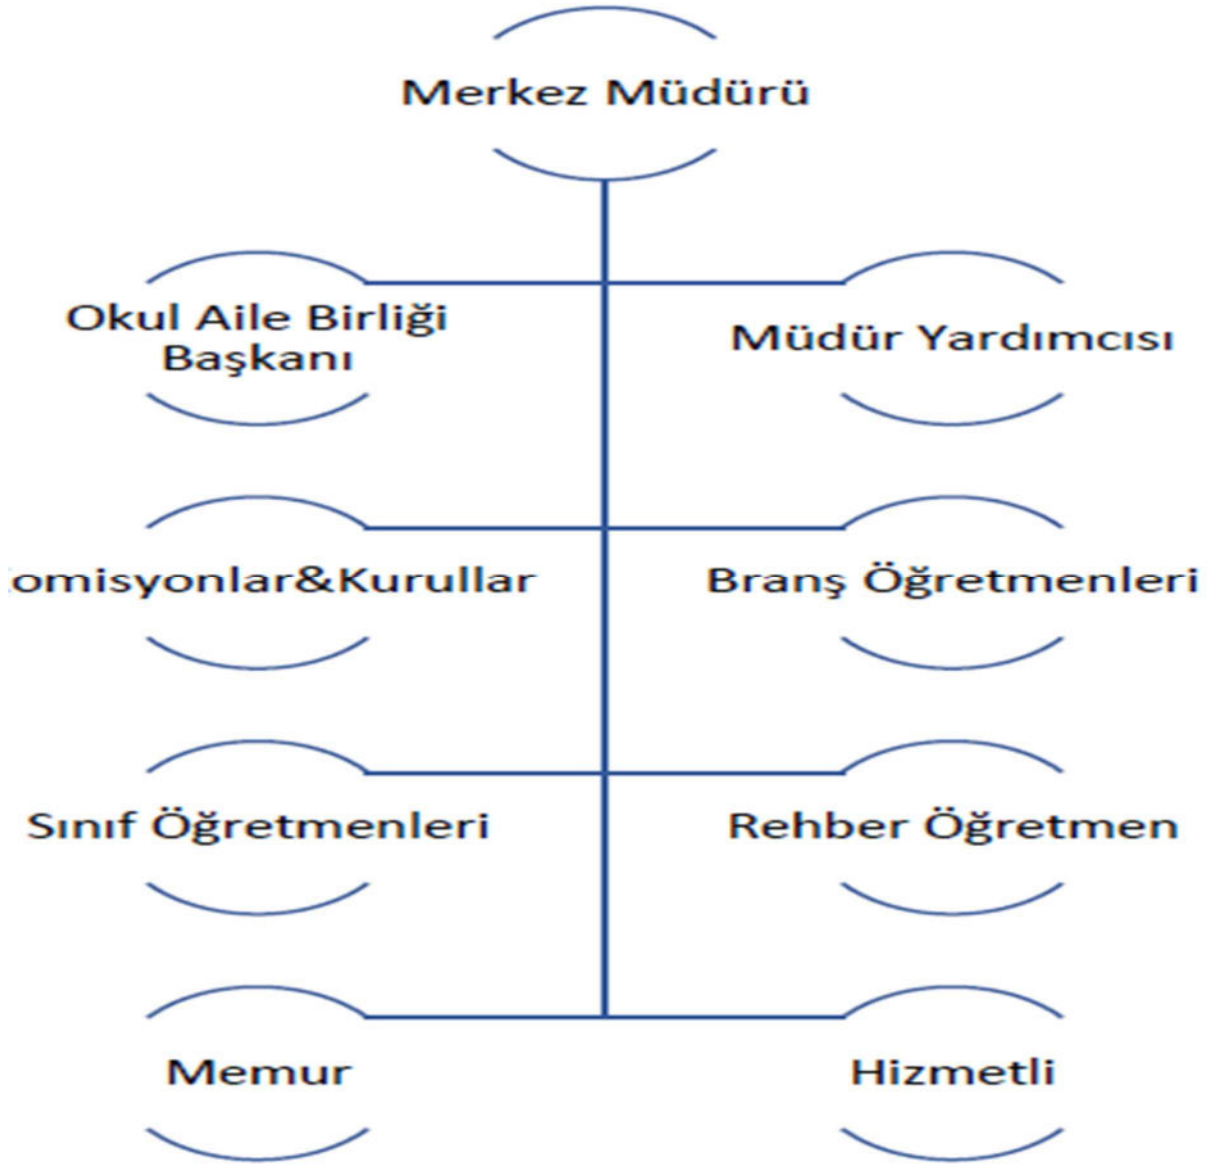 Merkez Müdürü
Okul Aile Birliği
Başkanı
Müdür Yardımcısı
omisyonlar&Kurullar
Branş Öğretmenleri
Sınıf Öğretmenleri
Rehber Öğretmen
Memur
Hizmetli